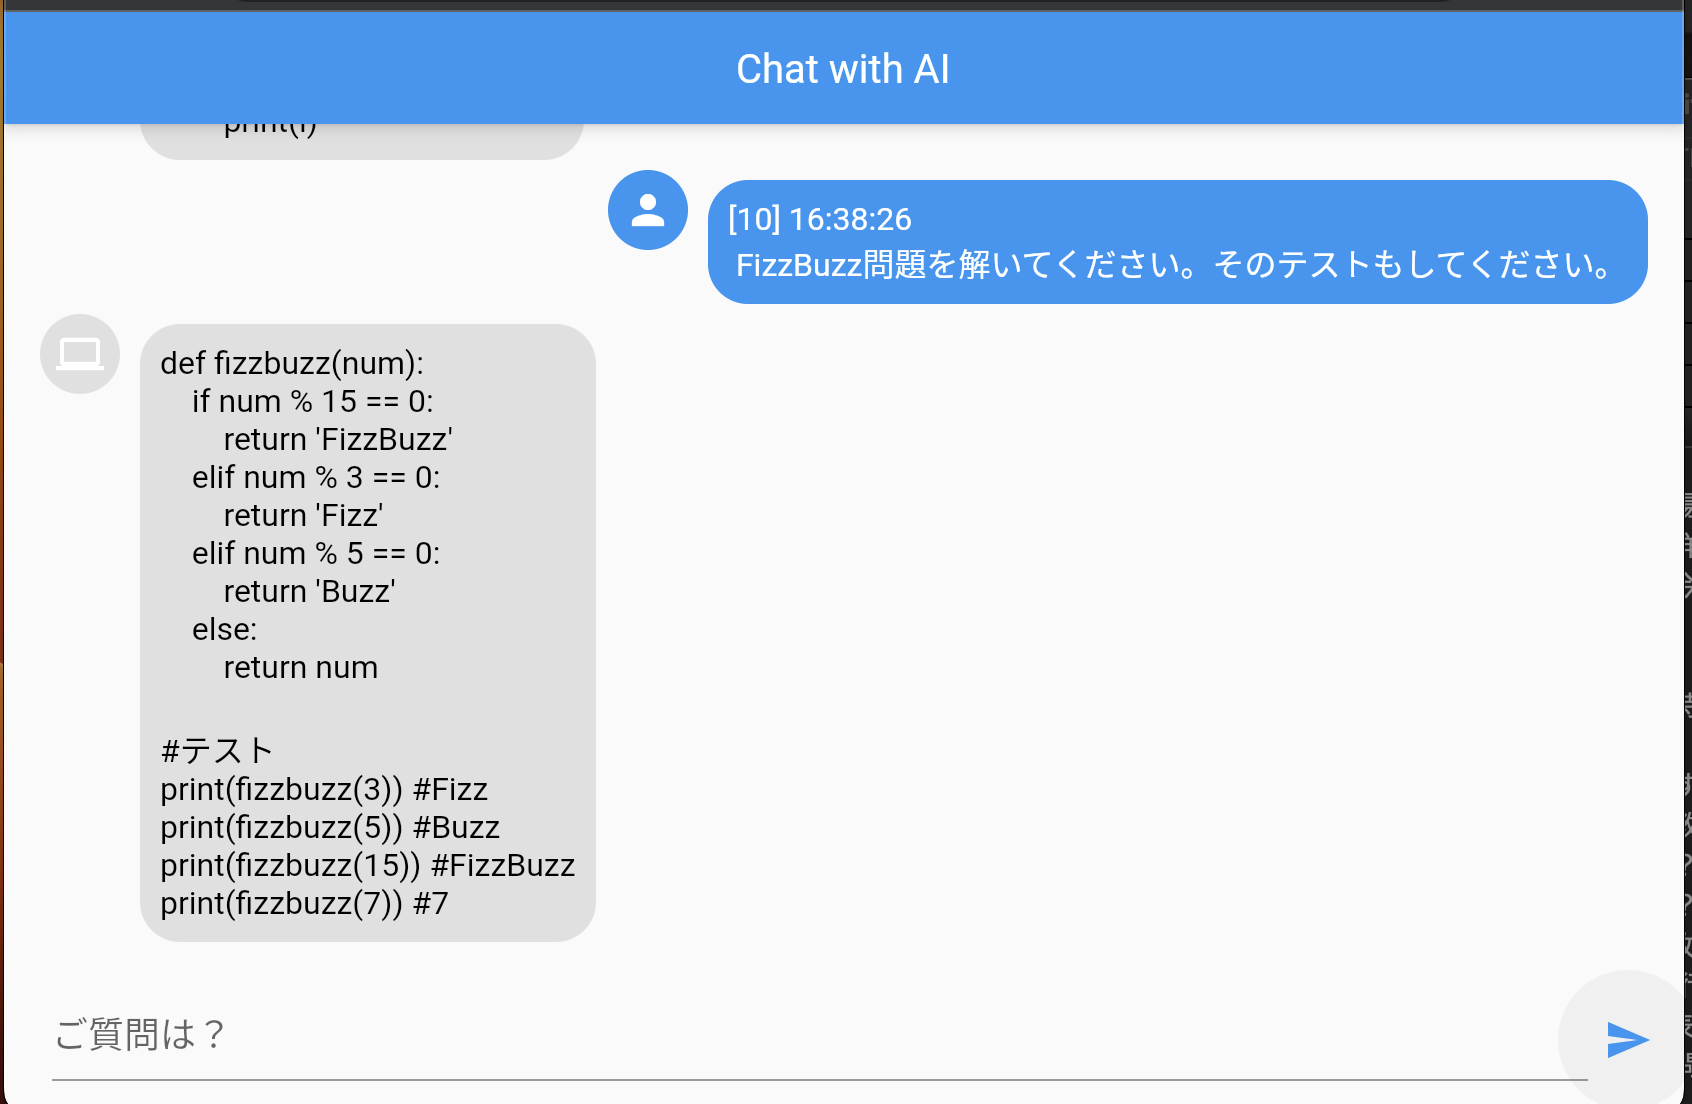 Chat with AI
print(i)
[10] 16:38:26
FizzBuzz問題を解いてください。そのテストもしてください。
def fizzbuzz(num):
    if num % 15 == 0:
        return 'FizzBuzz'
    elif num % 3 == 0:
        return 'Fizz'
    elif num % 5 == 0:
        return 'Buzz'
    else:
        return num

#テスト
print(fizzbuzz(3)) #Fizz
print(fizzbuzz(5)) #Buzz
print(fizzbuzz(15)) #FizzBuzz
print(fizzbuzz(7)) #7
ご質問は？